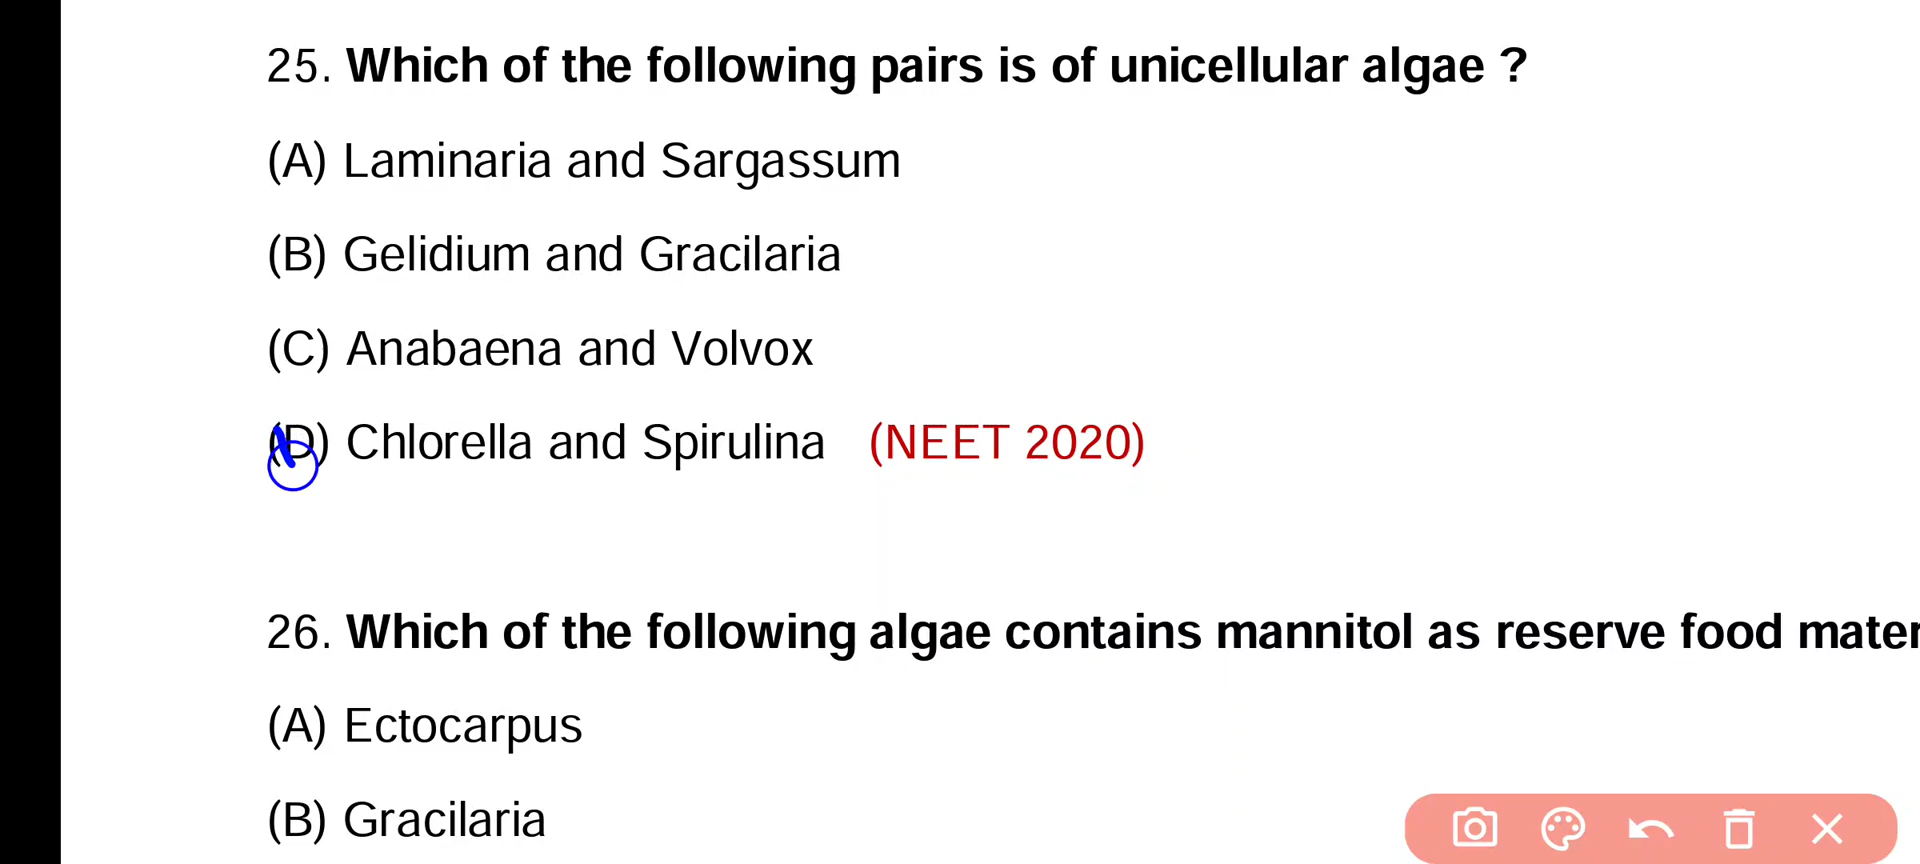 25. Which of the following pairs is of unicellular algae ?
(A) Laminaria and Sargassum
(B) Gelidium and Gracilaria
(C) Anabaena and Volvox
(D) Chlorella and Spirulina (NEET 2020)
26. Which of the following algae contains mannitol as reserve food mater
(A) Ectocarpus
(B) Gracilaria